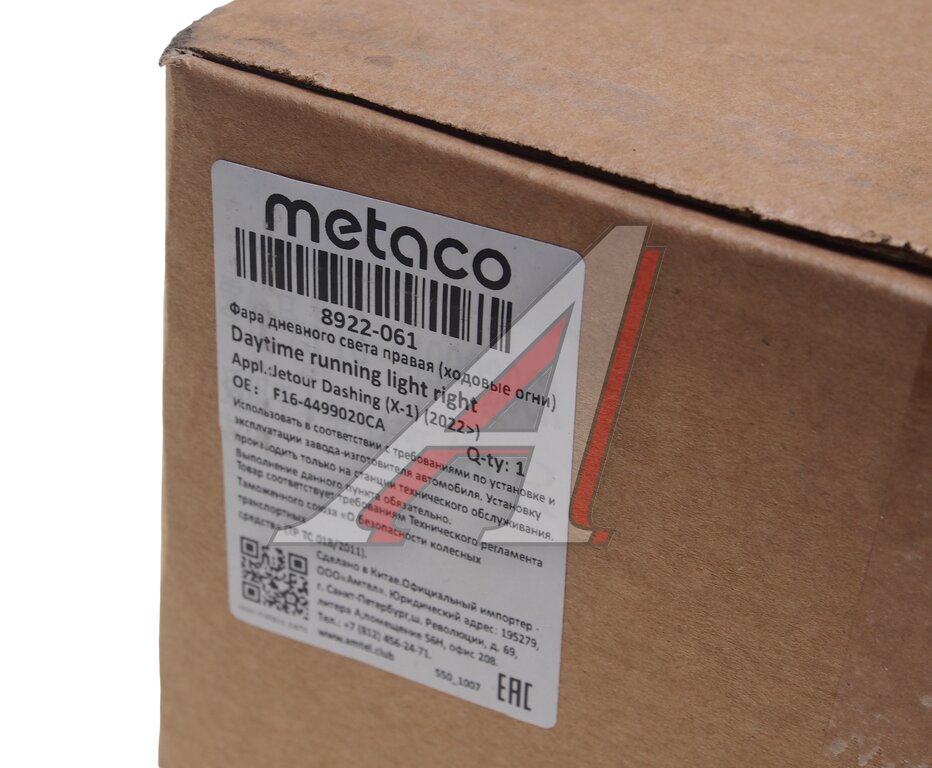 metaco
8922-061
Фара дневного света правая (ходовые огни)
Daytime running light right
Appl.:Jetour Dashing (X-1) (2022>)
OE: F16-4499020CA
Q-ty: 1
Использовать в соответствии с требованиями по установке и
эксплуатации завода-изготовителя автомобиля. Установку
производить только на станции технического обслуживания.
Выполнение данного пункта обязательно.
Товар соответствует требованиям Технического регламента
Таможенного союза «О безопасности колесных
транспортных
средств» (ТР ТС 018/2011).
Сделано в Китае.Официальный импортер -
ООО«Амтел». Юридический адрес: 195279,
г. Санкт-Петербург,ш. Революции, д. 69,
литера А,помещение 56Н, офис 208.
Тел.: +7 (812) 456-24-71.
www.amtel.club
www.metaco.com
550_1007
EAC